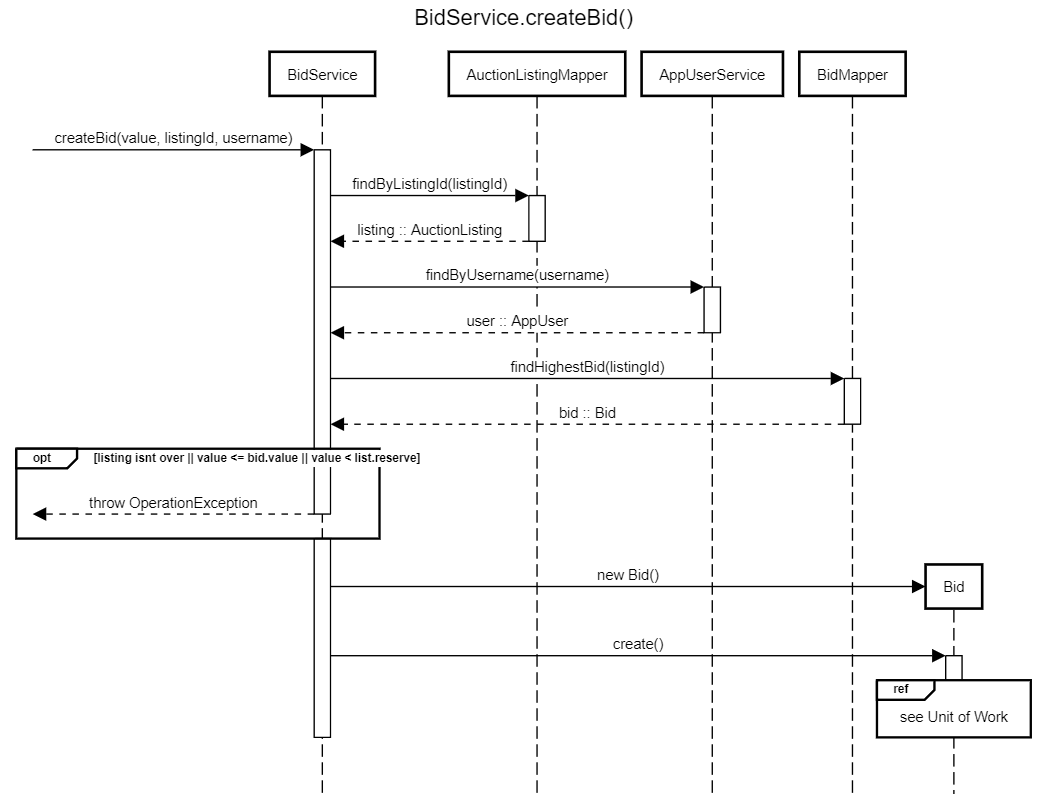 BidService.createBid()
BidService
AuctionListingMapper
AppUserService
BidMapper
createBid(value, listingId, username)
findByListingId(listingId)
listing :: AuctionListing
findByUsername(username)
user :: AppUser
findHighestBid(listingId)
bid :: Bid
opt
[listing isnt over || value <= bid.value || value < list.reserve]
throw OperationException
new Bid()
Bid
create()
ref
see Unit of Work